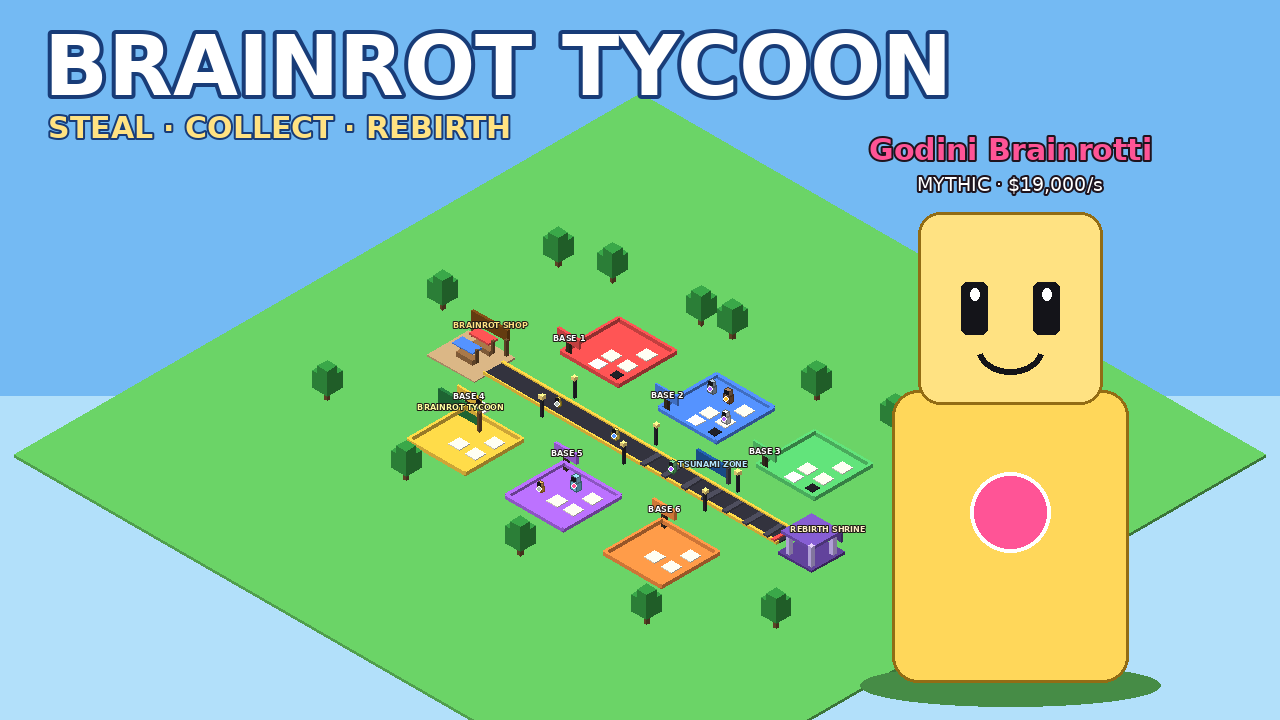 BRAINROT TYCOON
STEAL · COLLECT · REBIRTH
Godini Brainrotti
MYTHIC · $19,000/s
BRAINROT SHOP
BASE 1
BASE 2
BASE 4
BRAINROT TYCOON
BASE 3
BASE 5
TSUNAMI ZONE
BASE 6
REBIRTH SHRINE